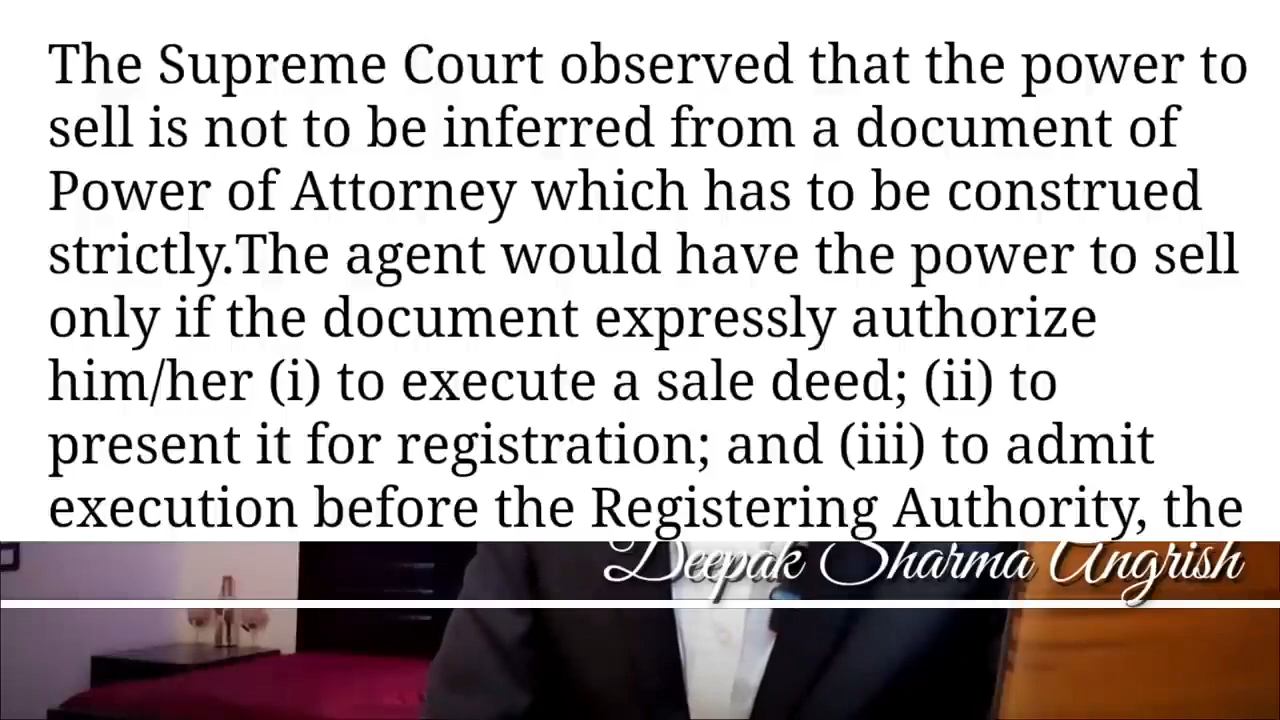 The Supreme Court observed that the power to
sell is not to be inferred from a document of
Power of Attorney which has to be construed
strictly.The agent would have the power to sell
only if the document expressly authorize
him/her (i) to execute a sale deed; (ii) to
present it for registration; and (iii) to admit
execution before the Registering Authority, the
Deepak Sharma Angrish